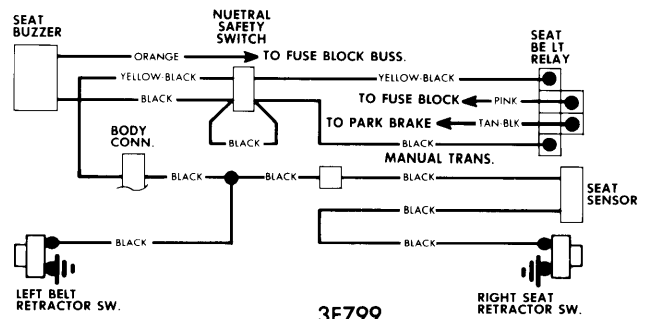 SEAT
BUZZER
NUETRAL
SAFETY
SWITCH
SEAT
BE LT
RELAY
ORANGE
TO FUSE BLOCK BUSS.
YELLOW-BLACK
YELLOW-BLACK
BLACK
TO FUSE BLOCK
PINK
TO PARK BRAKE
TAN-BLK
BODY
CONN.
BLACK
BLACK
MANUAL TRANS.
BLACK
BLACK
BLACK
SEAT
SENSOR
BLACK
BLACK
BLACK
LEFT BELT
RETRACTOR SW.
RIGHT SEAT
RETRACTOR SW.
3F799